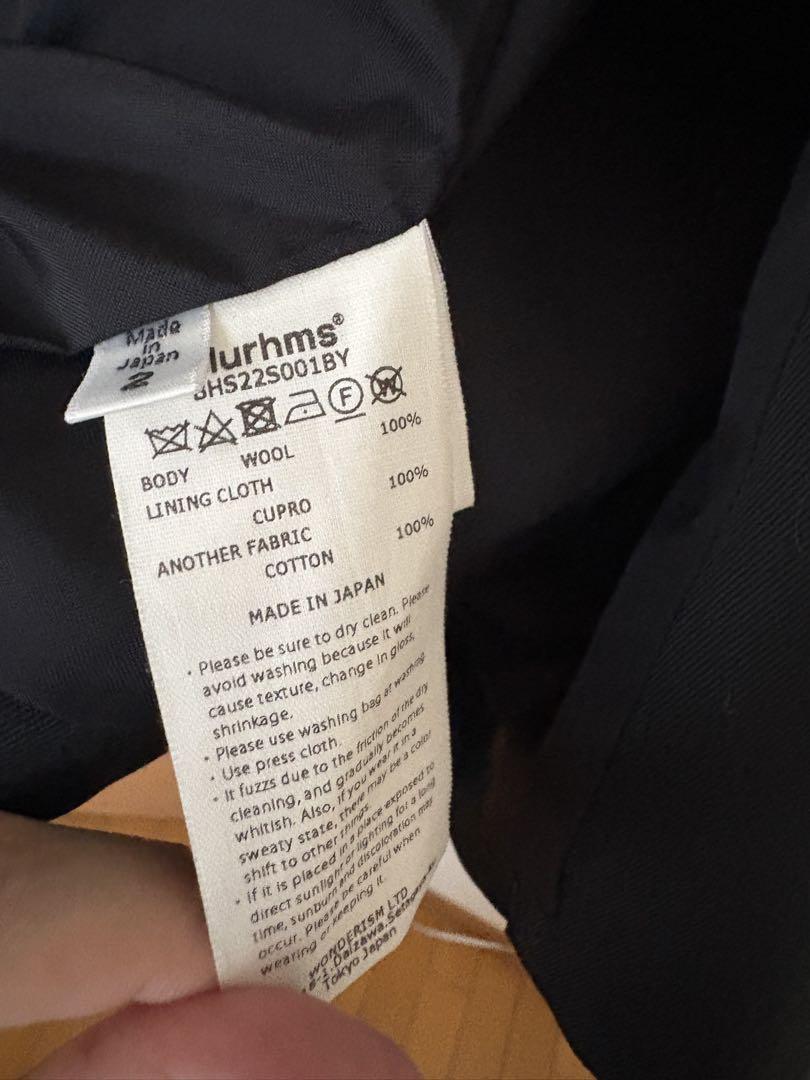 Made
in
Japan
2
lurhms®
HS22S001BY
F
W
BODY WOOL 100%
LINING CLOTH
CUPRO 100%
ANOTHER FABRIC
COTTON 100%
MADE IN JAPAN
・Please be sure to dry clean. Please
avoid washing because it will
cause texture, change in gloss,
shrinkage.
・Please use washing bag at washing
・Use press cloth.
・It fuzzs due to the friction of the dry
cleaning, and gradually becomes
whitish. Also, if you wear it in a
sweaty state, there may be a color
shift to other things.
・If it is placed in a place exposed to
direct sunlight or lighting for a long
time, sunburn and discoloration may
occur. Please be careful when
wearing or keeping it.
WONDERISM LTD
Daizawa,
Tokyo Japan